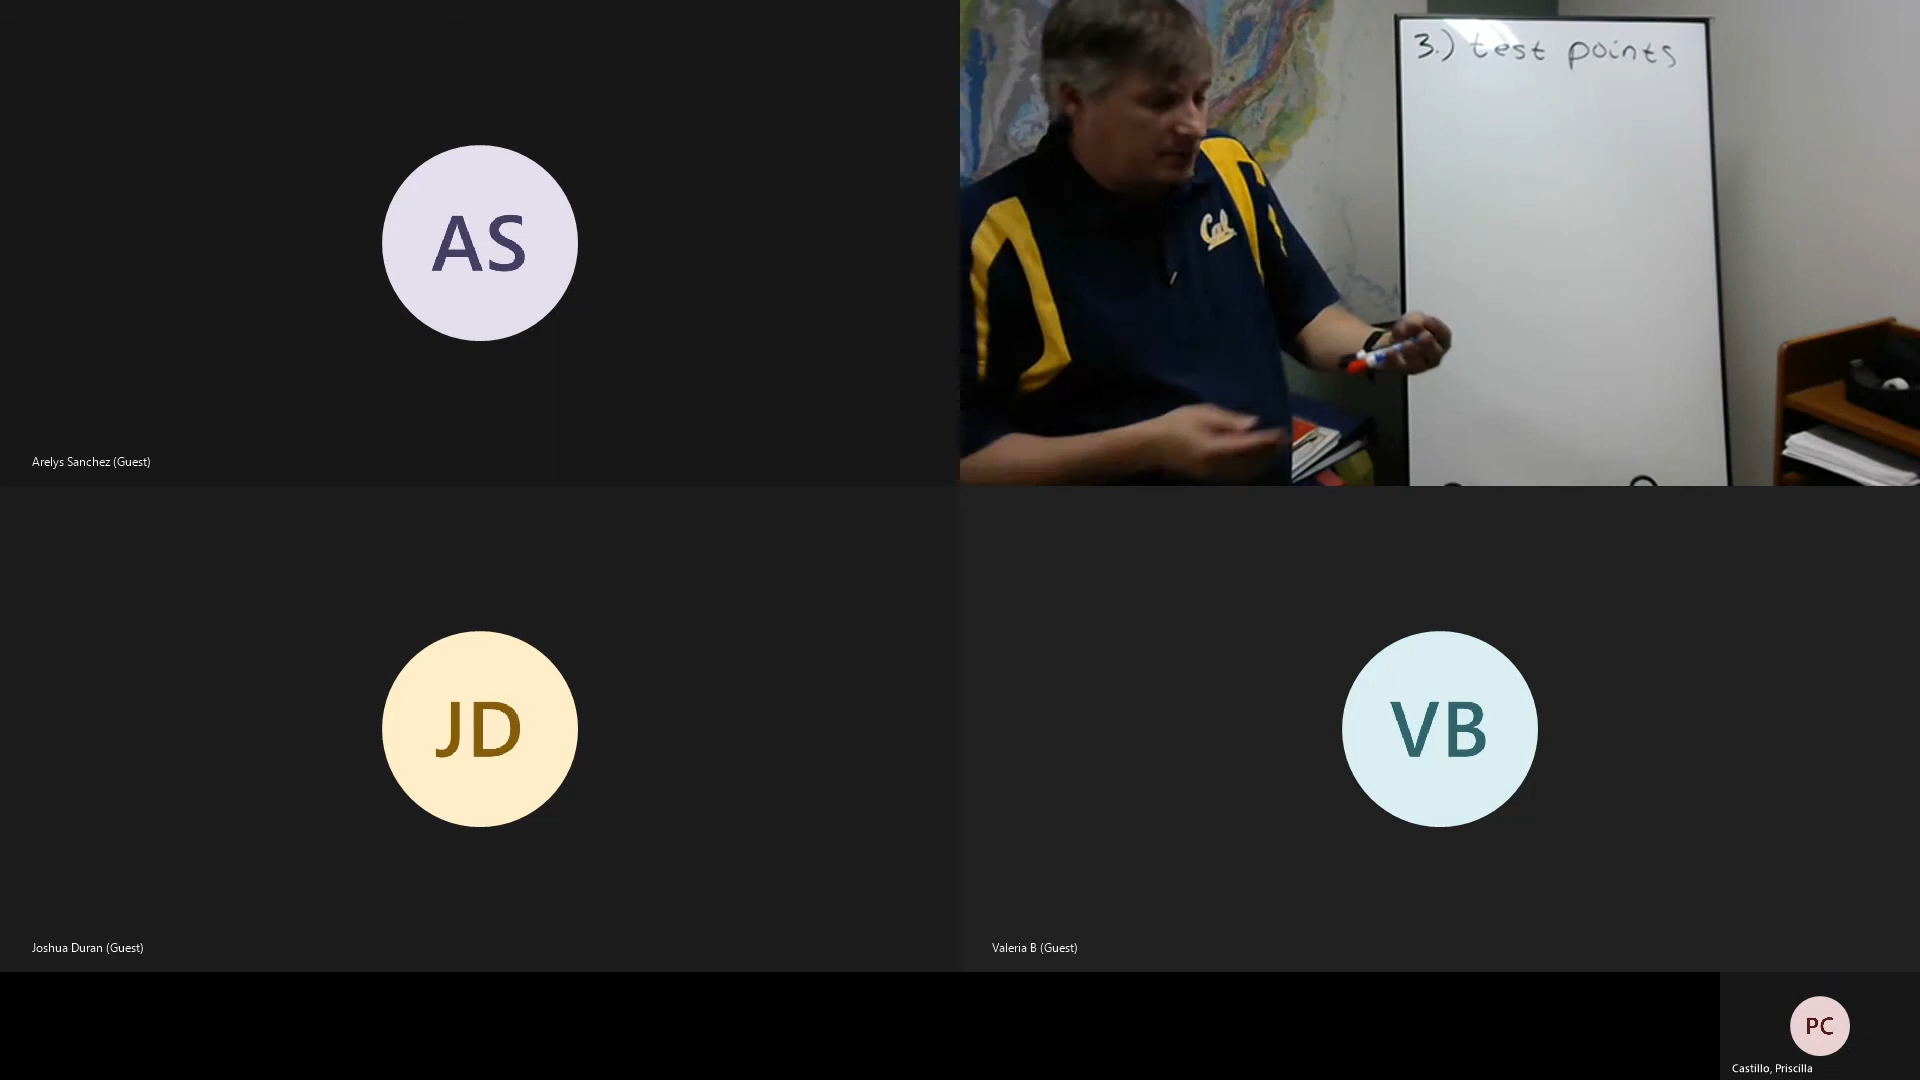 AS
Arelys Sanchez (Guest)
3.) test points
Cal
JD
Joshua Duran (Guest)
VB
Valeria B (Guest)
PC
Castillo, Priscilla